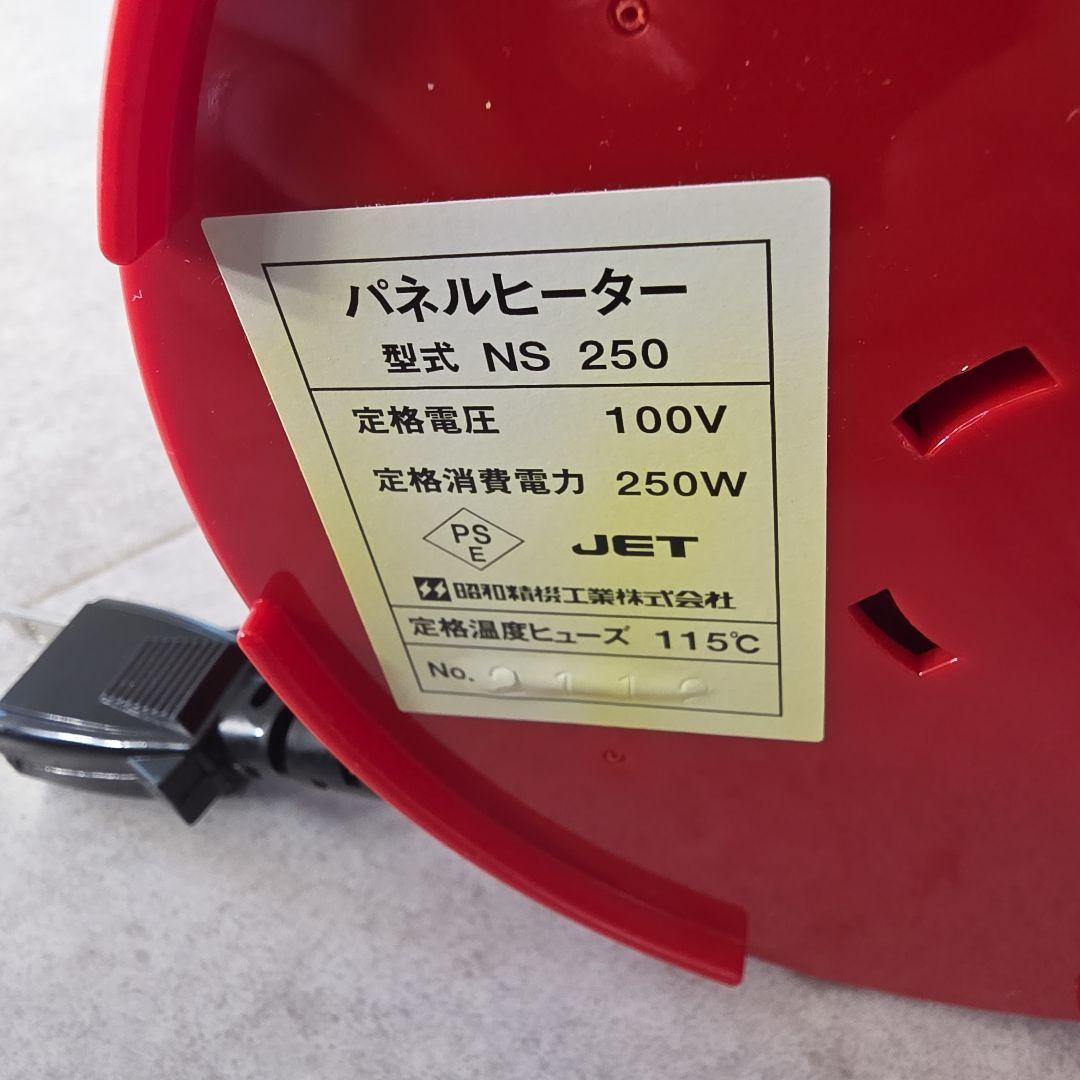 パネルヒーター
型式 NS 250
定格電圧 100V
定格消費電力 250W
PS
E
JET
昭和精機工業株式会社
定格温度ヒューズ 115℃
No. 2112